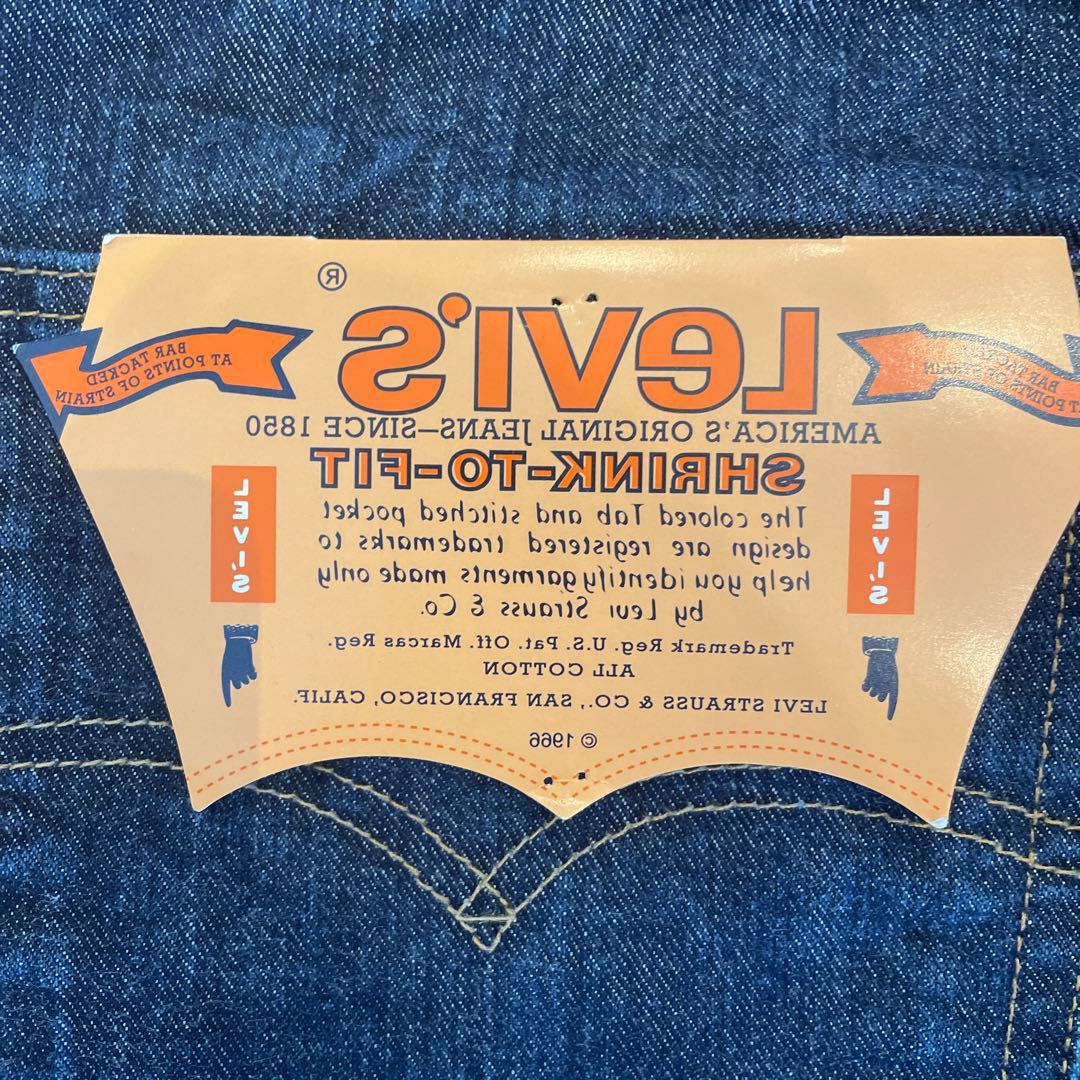 LEVI'S ®
AMERICA'S ORIGINAL JEANS–SINCE 1850
SHRINK-TO-FIT
The colored Tab and stitched pocket
design are registered trademarks to
help you identify garments made only
by Levi Strauss & Co.
Trademark Reg. U.S. Pat. Off. Marcas Reg.
ALL COTTON
LEVI STRAUSS & CO., SAN FRANCISCO, CALIF.
© 1966
BAR TACKED
AT POINTS OF STRAIN
BAR TACKED
AT POINTS OF STRAIN
LEVI'S
LEVI'S